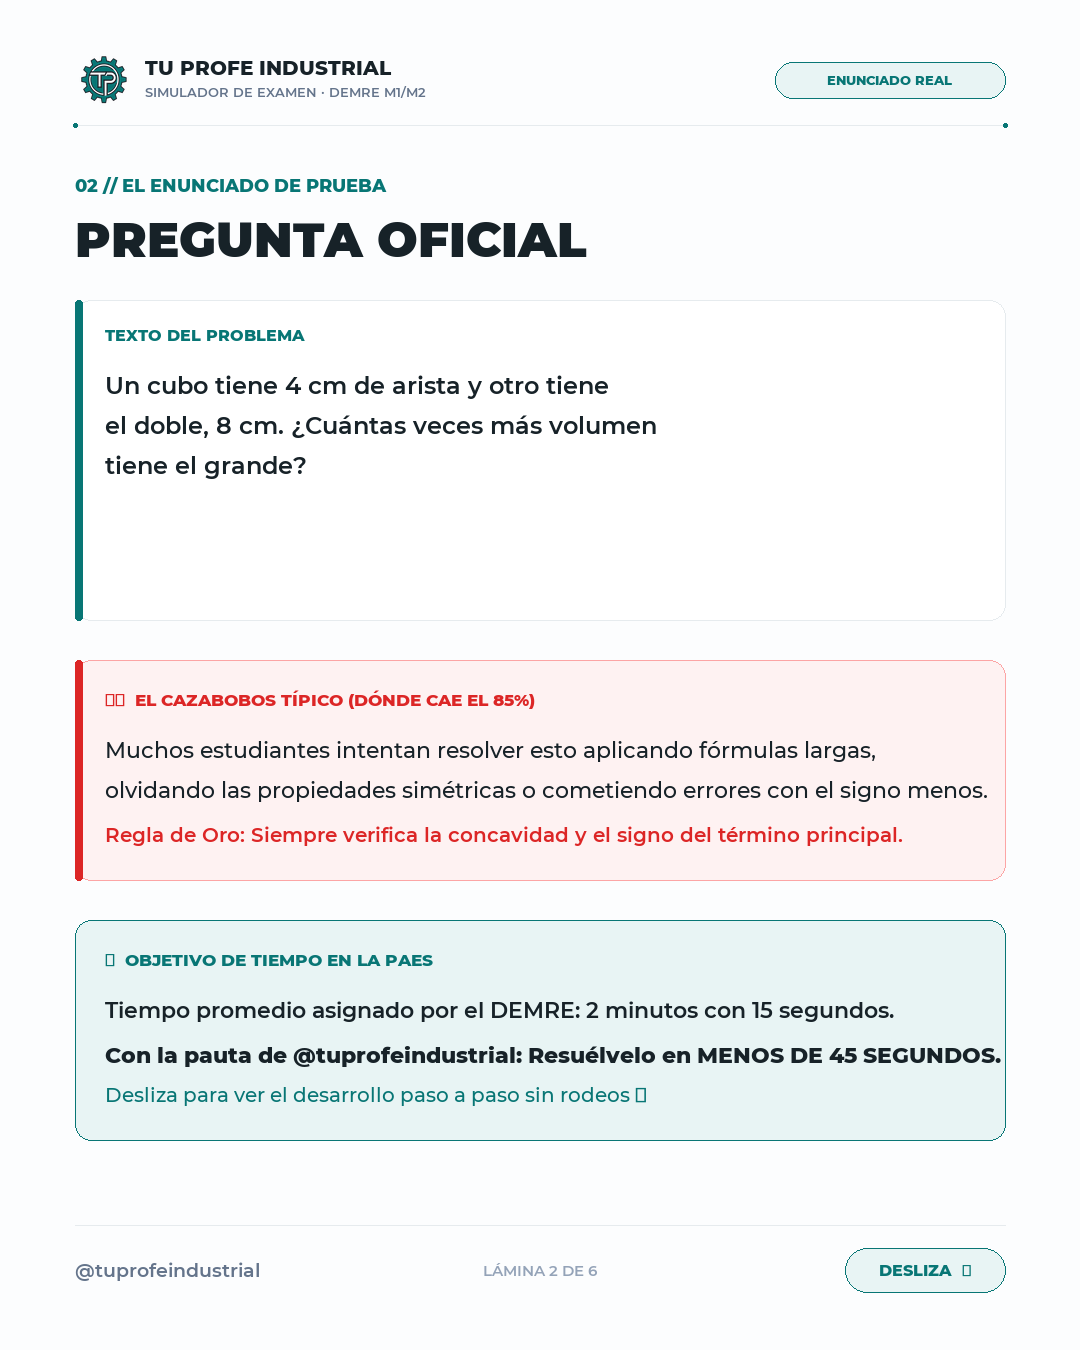 TP
TU PROFE INDUSTRIAL
SIMULADOR DE EXAMEN · DEMRE M1/M2
ENUNCIADO REAL
02 // EL ENUNCIADO DE PRUEBA
PREGUNTA OFICIAL
TEXTO DEL PROBLEMA
Un cubo tiene 4 cm de arista y otro tiene
el doble, 8 cm. ¿Cuántas veces más volumen
tiene el grande?
EL CAZABOBOS TÍPICO (DÓNDE CAE EL 85%)
Muchos estudiantes intentan resolver esto aplicando fórmulas largas,
olvidando las propiedades simétricas o cometiendo errores con el signo menos.
Regla de Oro: Siempre verifica la concavidad y el signo del término principal.
OBJETIVO DE TIEMPO EN LA PAES
Tiempo promedio asignado por el DEMRE: 2 minutos con 15 segundos.
Con la pauta de @tuprofeindustrial: Resuélvelo en MENOS DE 45 SEGUNDOS.
Desliza para ver el desarrollo paso a paso sin rodeos
@tuprofeindustrial
LÁMINA 2 DE 6
DESLIZA